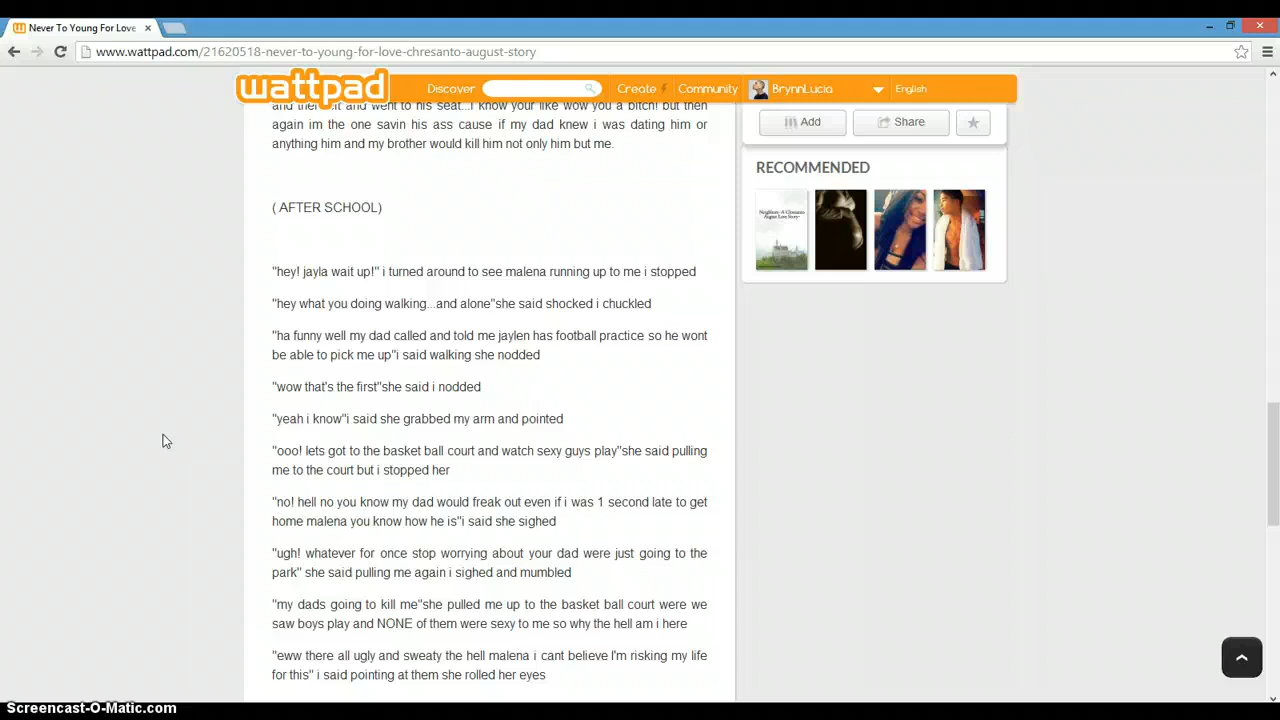 Never To Young For Love
www.wattpad.com/21620518-never-to-young-for-love-chresanto-august-story
wattpad Discover Create Community BrynnLucia English
and then and went to his seat...i know your like wow you a bitch! but then
again im the one savin his ass cause if my dad knew i was dating him or
anything him and my brother would kill him not only him but me.
( AFTER SCHOOL)
"hey! jayla wait up!" i turned around to see malena running up to me i stopped
"hey what you doing walking...and alone"she said shocked i chuckled
"ha funny well my dad called and told me jaylen has football practice so he wont
be able to pick me up"i said walking she nodded
"wow that's the first"she said i nodded
"yeah i know"i said she grabbed my arm and pointed
"ooo! lets got to the basket ball court and watch sexy guys play"she said pulling
me to the court but i stopped her
"no! hell no you know my dad would freak out even if i was 1 second late to get
home malena you know how he is"i said she sighed
"ugh! whatever for once stop worrying about your dad were just going to the
park" she said pulling me again i sighed and mumbled
"my dads going to kill me"she pulled me up to the basket ball court were we
saw boys play and NONE of them were sexy to me so why the hell am i here
"eww there all ugly and sweaty the hell malena i cant believe I'm risking my life
for this" i said pointing at them she rolled her eyes
Add Share
RECOMMENDED
Screencast-O-Matic.com